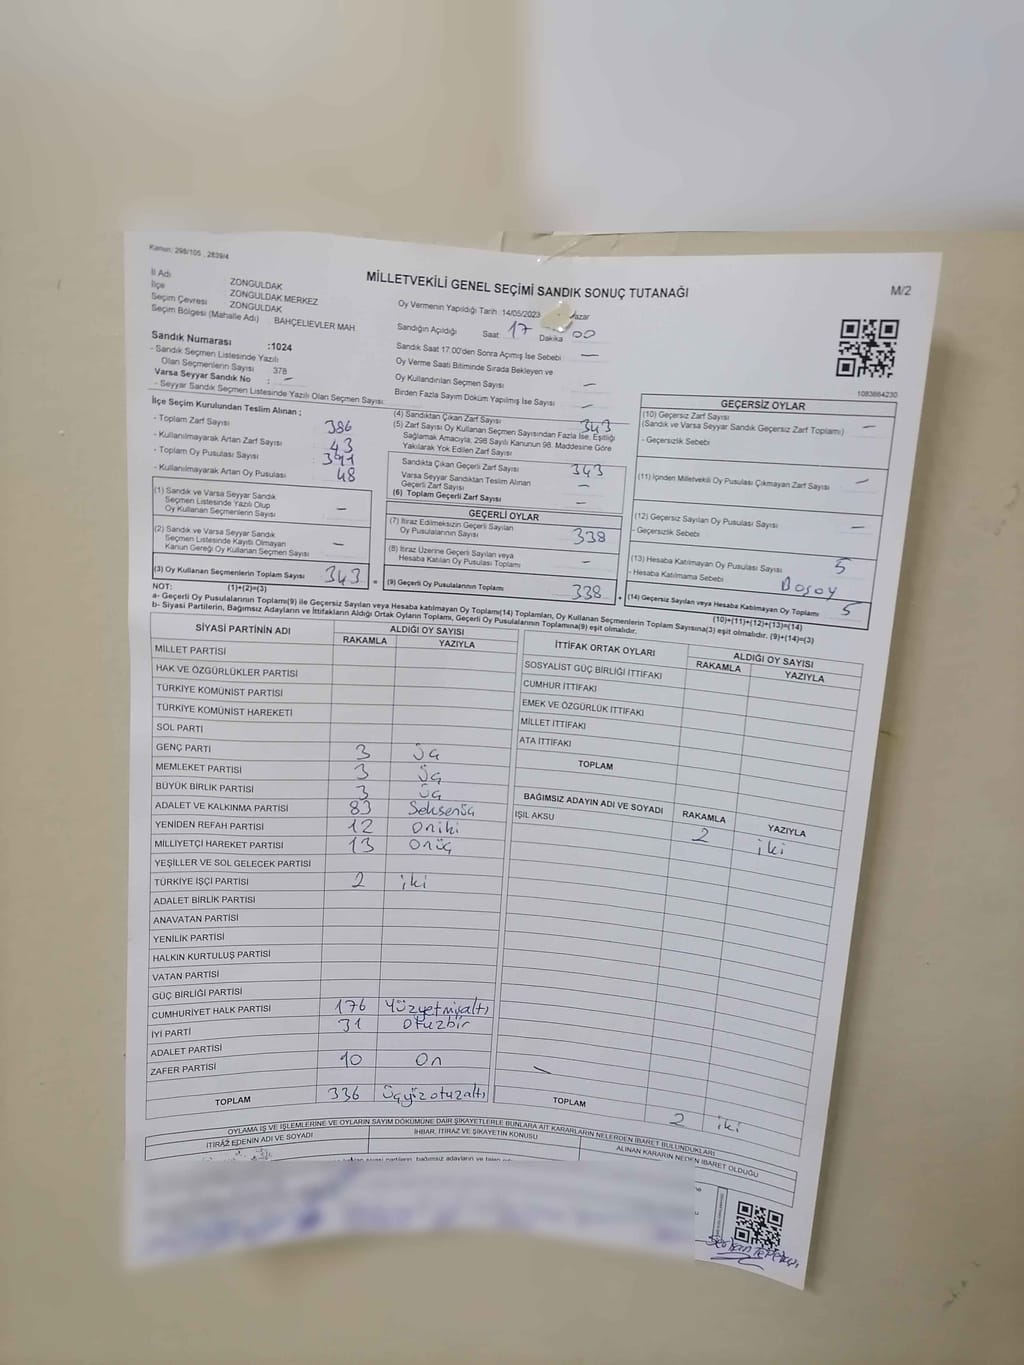 Kanun: 298/105 , 2839/4
MİLLETVEKİLİ GENEL SEÇİMİ SANDIK SONUÇ TUTANAĞI
M/2
İl Adı ZONGULDAK
İlçe ZONGULDAK MERKEZ
Seçim Çevresi ZONGULDAK
Seçim Bölgesi (Mahalle Adı) BAHÇELİEVLER MAH.
Sandık Numarası :1024
- Sandık Seçmen Listesinde Yazılı
Olan Seçmenlerin Sayısı 378
Varsa Seyyar Sandık No : —
- Seyyar Sandık Seçmen Listesinde Yazılı Olan Seçmen Sayısı:
Oy Vermenin Yapıldığı Tarih: 14/05/2023
Sandığın Açıldığı Saat 17 Dakika 00
Sandık Saat 17.00'den Sonra Açımış İse Sebebi —
Oy Verme Saati Bitiminde Sırada Bekleyen ve
Oy Kullandırılan Seçmen Sayısı —
Birden Fazla Sayım Döküm Yapılmış İse Sayısı —
1083864230
İlçe Seçim Kurulundan Teslim Alınan ;
- Toplam Zarf Sayısı 386
- Kullanılmayarak Artan Zarf Sayısı 43
- Toplam Oy Pusulası Sayısı : 391
- Kullanılmayarak Artan Oy Pusulası 48
(1) Sandık ve Varsa Seyyar Sandık
Seçmen Listesinde Yazılı Olup
Oy Kullanan Seçmenlerin Sayısı —
(2) Sandık ve Varsa Seyyar Sandık
Seçmen Listesinde Kayıtlı Olmayan
Kanun Gereği Oy Kullanan Seçmen Sayısı —
(3) Oy Kullanan Seçmenlerin Toplam Sayısı 343 =
(1)+(2)=(3)
(4) Sandıktan Çıkan Zarf Sayısı 343
(5) Zarf Sayısı Oy Kullanan Seçmen Sayısından Fazla İse, Eşitliği
Sağlamak Amacıyla, 298 Sayılı Kanunun 98. Maddesine Göre
Yakılarak Yok Edilen Zarf Sayısı
Sandıkta Çıkan Geçerli Zarf Sayısı 343
Varsa Seyyar Sandıktan Teslim Alınan
Geçerli Zarf Sayısı —
(6) Toplam Geçerli Zarf Sayısı —
GEÇERLİ OYLAR
(7) İtiraz Edilmeksizin Geçerli Sayılan
Oy Pusulalarının Sayısı 338
(8) İtiraz Üzerine Geçerli Sayılan veya
Hesaba Katılan Oy Pusulası Toplamı —
(9) Geçerli Oy Pusulalarının Toplamı 338 +
GEÇERSİZ OYLAR
(10) Geçersiz Zarf Sayısı
(Sandık ve Varsa Seyyar Sandık Geçersiz Zarf Toplamı) —
- Geçersizlik Sebebi
(11) İçinden Milletvekili Oy Pusulası Çıkmayan Zarf Sayısı —
(12) Geçersiz Sayılan Oy Pusulası Sayısı —
- Geçersizlik Sebebi
(13) Hesaba Katılmayan Oy Pusulası Sayısı 5
- Hesaba Katılmama Sebebi Boşoy
(14) Geçersiz Sayılan veya Hesaba Katılmayan Oy Toplamı 5
(10)+(11)+(12)+(13)=(14)
NOT:
a- Geçerli Oy Pusulalarının Toplamı(9) ile Geçersiz Sayılan veya Hesaba katılmayan Oy Toplamı(14) Toplamları, Oy Kullanan Seçmenlerin Toplam Sayısına(3) eşit olmalıdır. (9)+(14)=(3)
b- Siyasi Partilerin, Bağımsız Adayların ve İttifakların Aldığı Ortak Oyların Toplamı, Geçerli Oy Pusulalarının Toplamına(9) eşit olmalıdır.
SİYASİ PARTİNİN ADI ALDIĞI OY SAYISI
RAKAMLA YAZIYLA
MİLLET PARTİSİ
HAK VE ÖZGÜRLÜKLER PARTİSİ
TÜRKİYE KOMÜNİST PARTİSİ
TÜRKİYE KOMÜNİST HAREKETİ
SOL PARTİ
GENÇ PARTİ 3 üç
MEMLEKET PARTİSİ 3 üç
BÜYÜK BİRLİK PARTİSİ 3 üç
ADALET VE KALKINMA PARTİSİ 83 Seksenüç
YENİDEN REFAH PARTİSİ 12 oniki
MİLLİYETÇİ HAREKET PARTİSİ 13 onüç
YEŞİLLER VE SOL GELECEK PARTİSİ
TÜRKİYE İŞÇİ PARTİSİ 2 iki
ADALET BİRLİK PARTİSİ
ANAVATAN PARTİSİ
YENİLİK PARTİSİ
HALKIN KURTULUŞ PARTİSİ
VATAN PARTİSİ
GÜÇ BİRLİĞİ PARTİSİ
CUMHURİYET HALK PARTİSİ 176 Yüzyetmişaltı
İYİ PARTİ 31 otuzbir
ADALET PARTİSİ
ZAFER PARTİSİ 10 On
TOPLAM 336 üçyüzotuzaltı
İTTİFAK ORTAK OYLARI ALDIĞI OY SAYISI
RAKAMLA YAZIYLA
SOSYALİST GÜÇ BİRLİĞİ İTTİFAKI
CUMHUR İTTİFAKI
EMEK VE ÖZGÜRLÜK İTTİFAKI
MİLLET İTTİFAKI
ATA İTTİFAKI
TOPLAM
BAĞIMSIZ ADAYIN ADI VE SOYADI RAKAMLA YAZIYLA
IŞIL AKSU 2 iki
TOPLAM 2 iki
OYLAMA İŞ VE İŞLEMLERİNE VE OYLARIN SAYIM DÖKÜMÜNE DAİR ŞİKAYETLERLE BUNLARA AİT KARARLARIN NELERDEN İBARET BULUNDUKLARI
İTİRAZ EDENİN ADI VE SOYADI İHBAR, İTİRAZ VE ŞİKAYETİN KONUSU ALINAN KARARIN NEDEN İBARET OLDUĞU